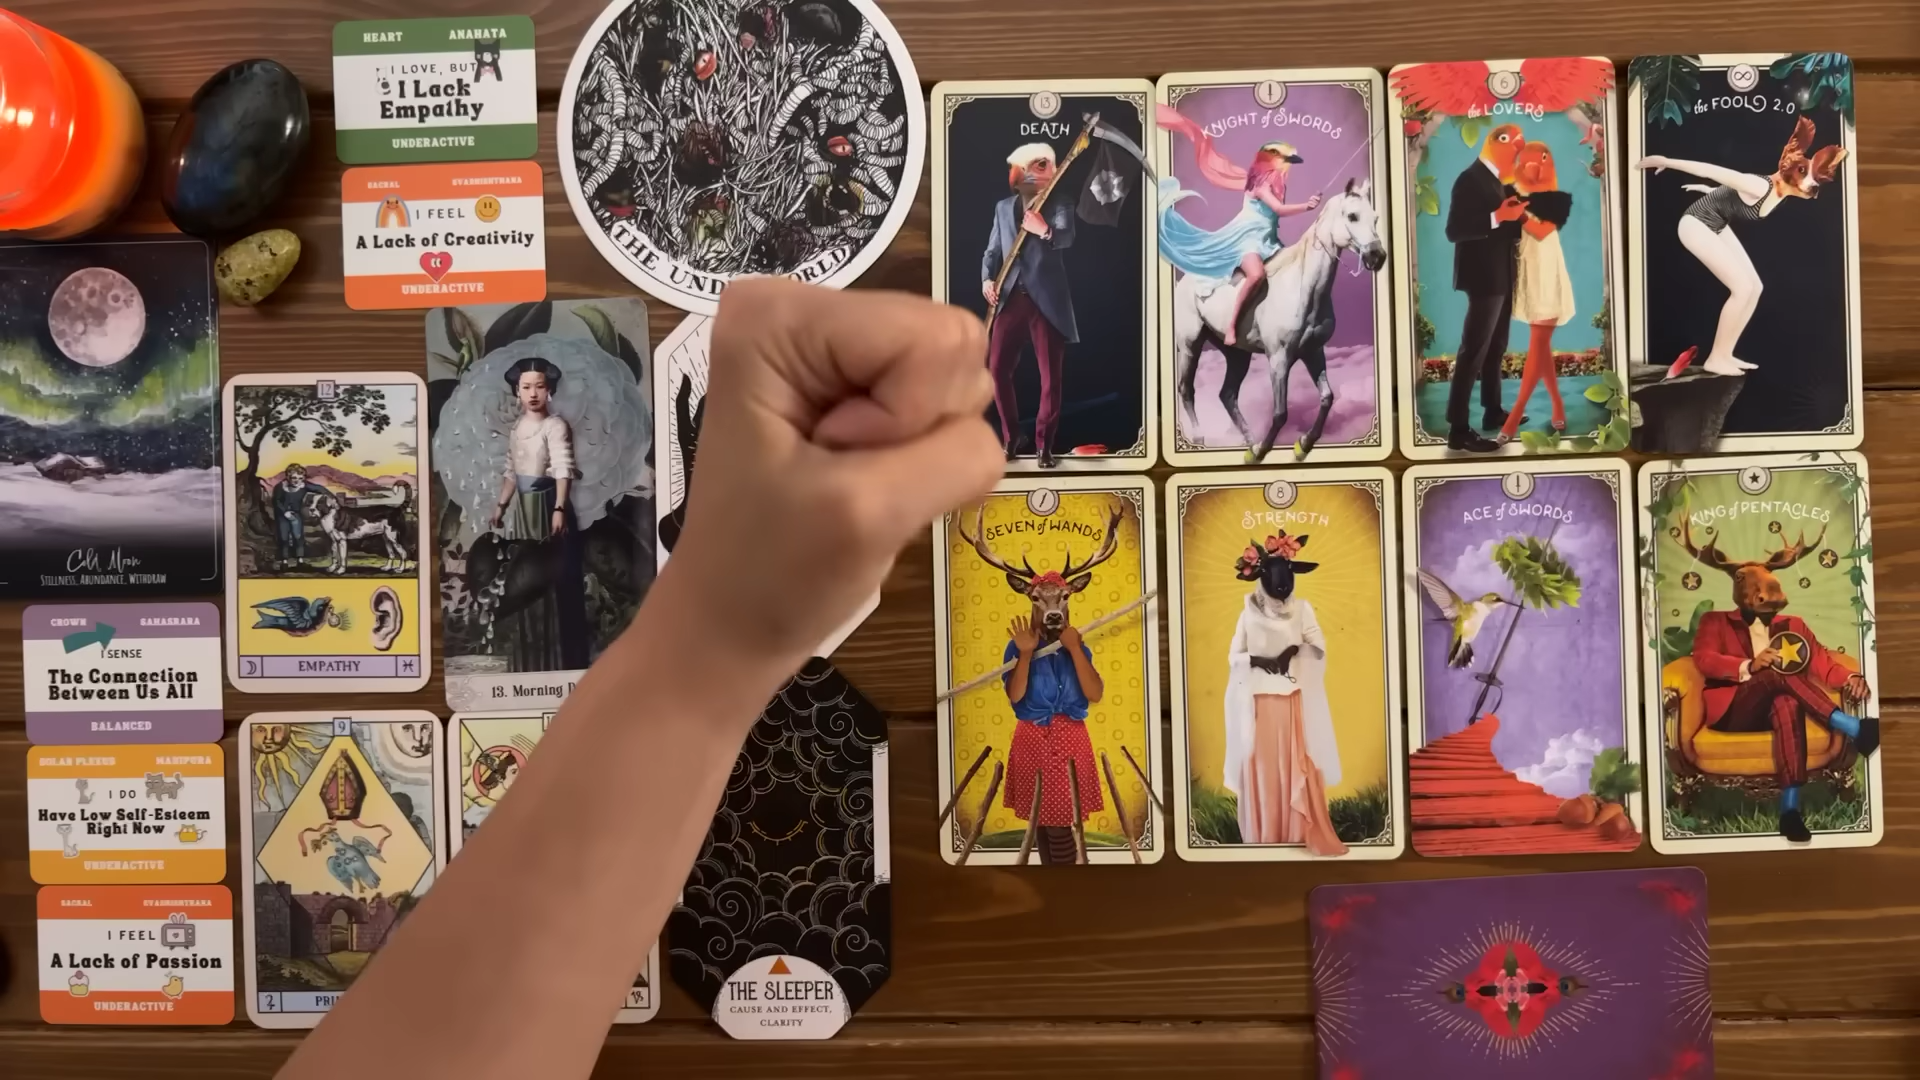 HEART ANAHATA
I LOVE, BUT
I Lack
Empathy
UNDERACTIVE
SACRAL SVADHISHTHANA
I FEEL
A Lack of Creativity
UNDERACTIVE
THE UND ORLD
Cold Moon
STILLNESS, ABUNDANCE, WITHDRAW
CROWN SAHASRARA
I SENSE
The Connection
Between Us All
BALANCED
SOLAR PLEXUS MANIPURA
I DO
Have Low Self-Esteem
Right Now
UNDERACTIVE
SACRAL SVADHISHTHANA
I FEEL
A Lack of Passion
UNDERACTIVE
12
EMPATHY
13. Morning D
9
PRI
THE SLEEPER
CAUSE AND EFFECT,
CLARITY
13
DEATH
KNIGHT of SWORDS
6
the LOVERS
the FOOL 2.0
SEVEN of WANDS
8
STRENGTH
ACE of SWORDS
KING of PENTACLES